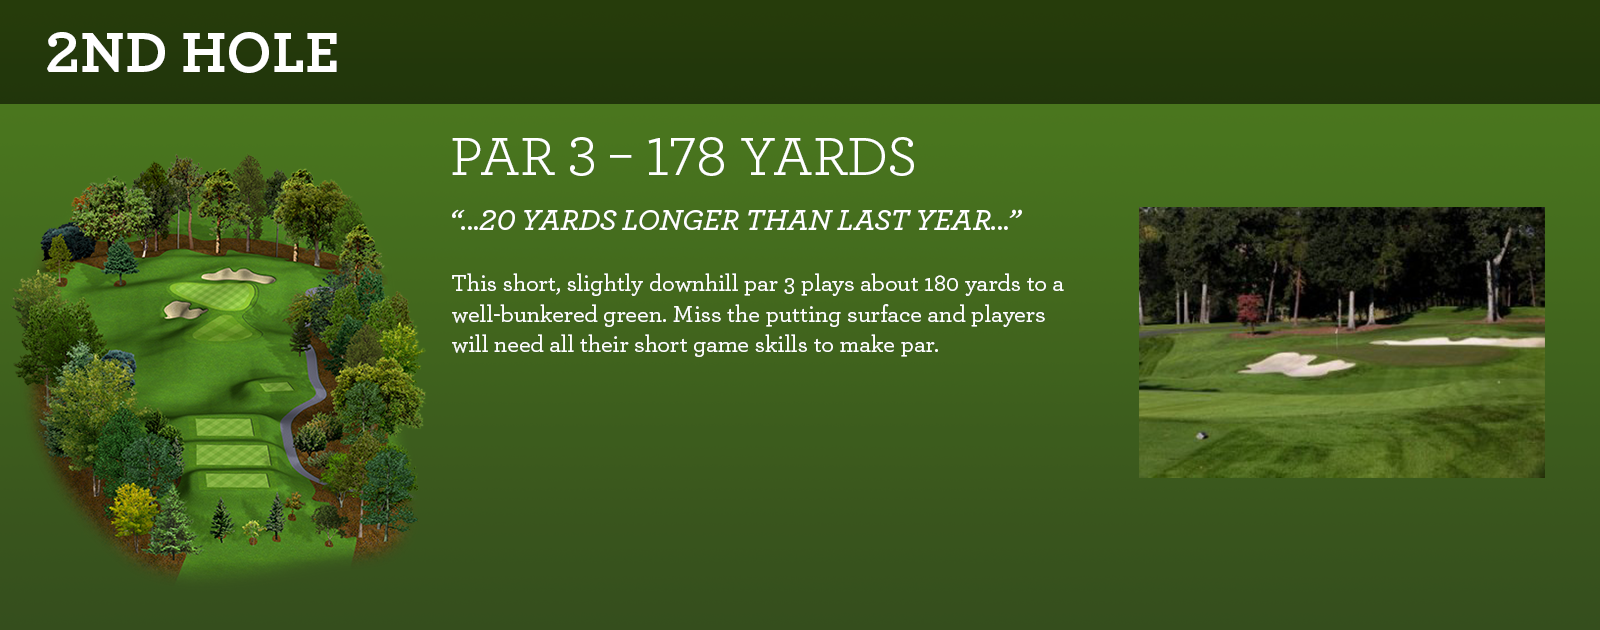 2ND HOLE
PAR 3 – 178 YARDS
“...20 YARDS LONGER THAN LAST YEAR...”
This short, slightly downhill par 3 plays about 180 yards to a
well-bunkered green. Miss the putting surface and players
will need all their short game skills to make par.